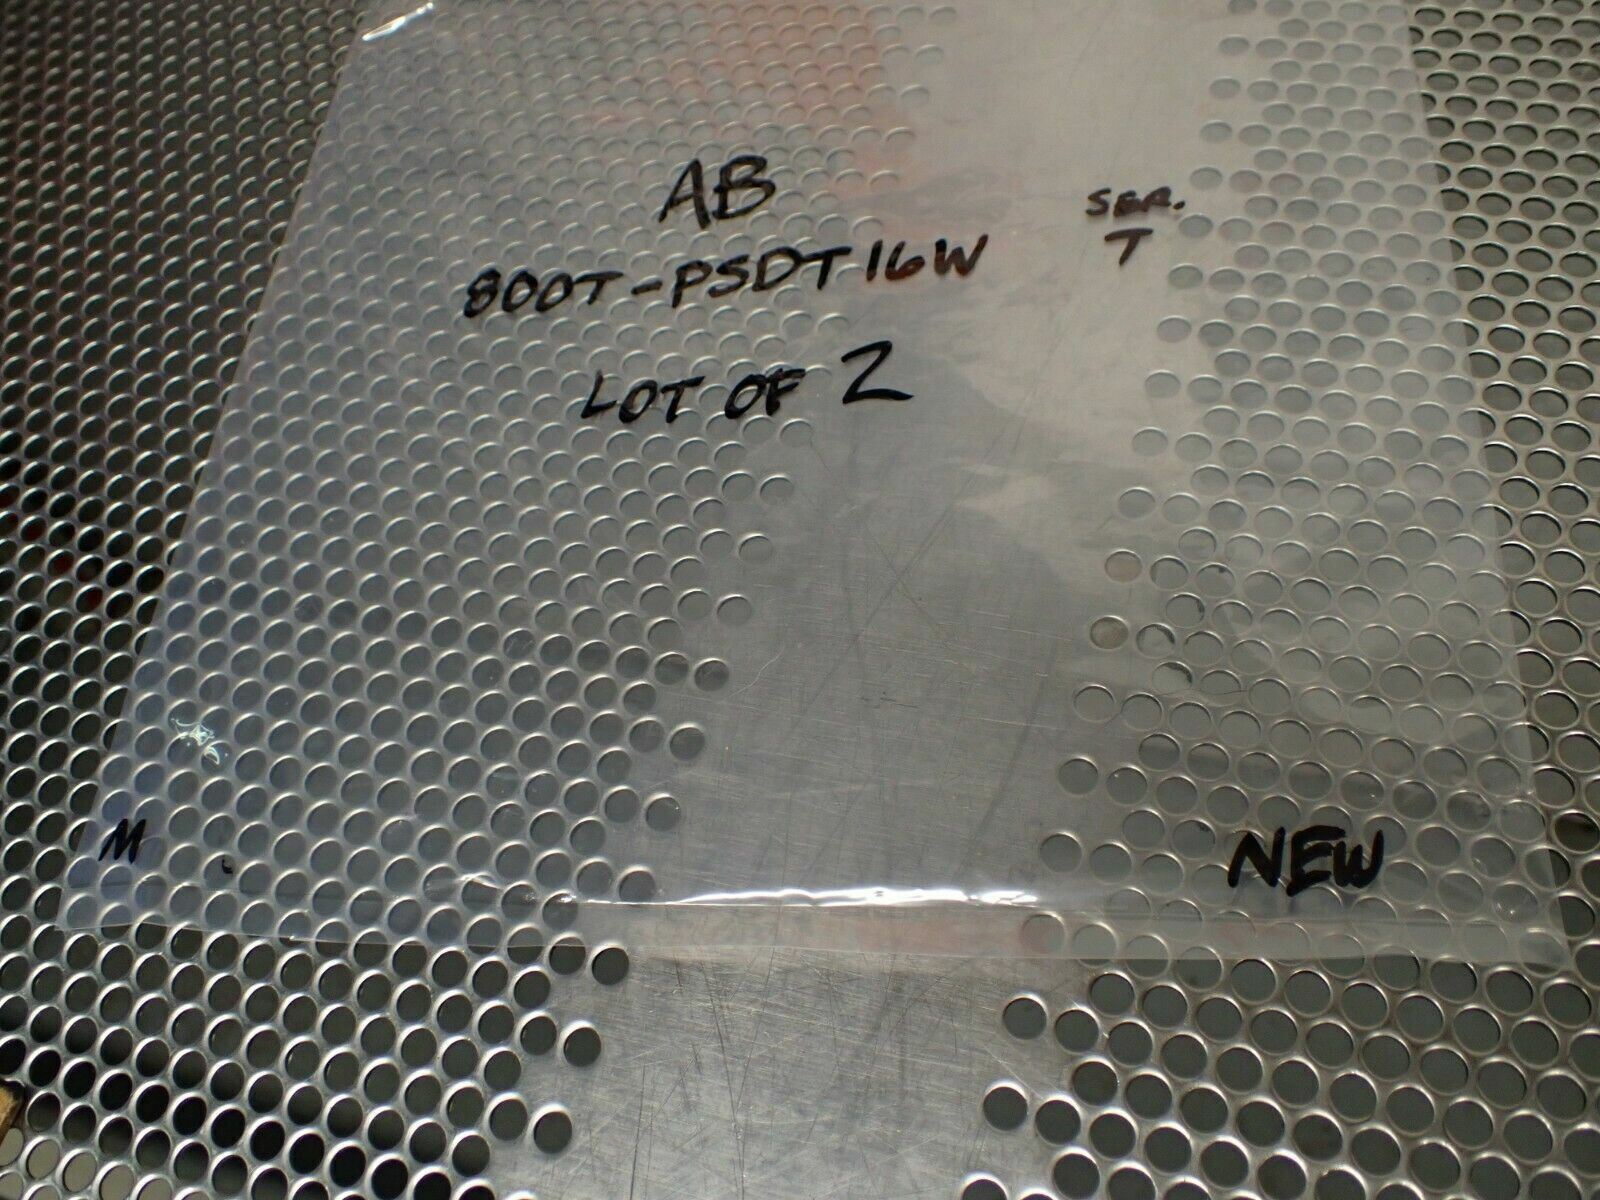 AB
800T-PSDT16W
SER.
T
LOT OF 2
M
NEW